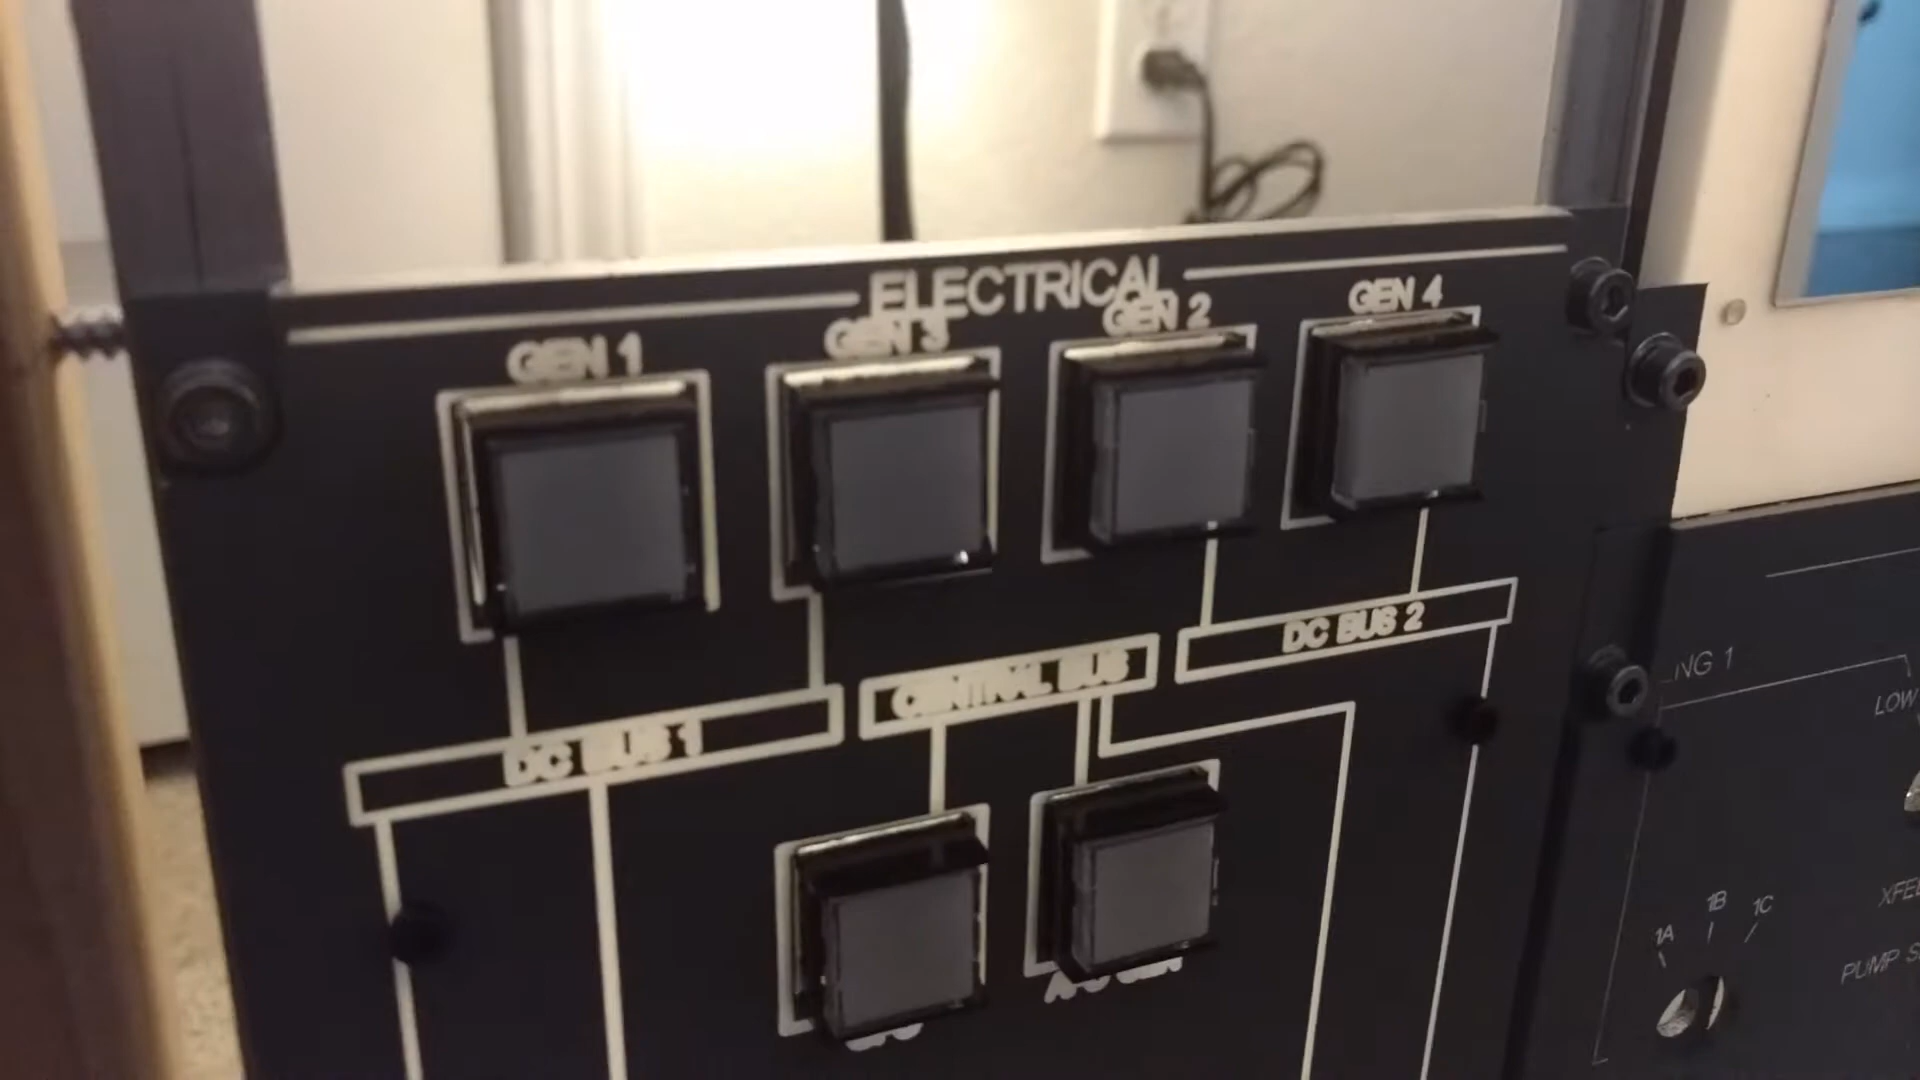 ELECTRICAL
GEN 1
GEN 3
GEN 2
GEN 4
DC BUS 1
CENTRAL BUS
DC BUS 2
1
LOW
1A
1B
1C
PUMP